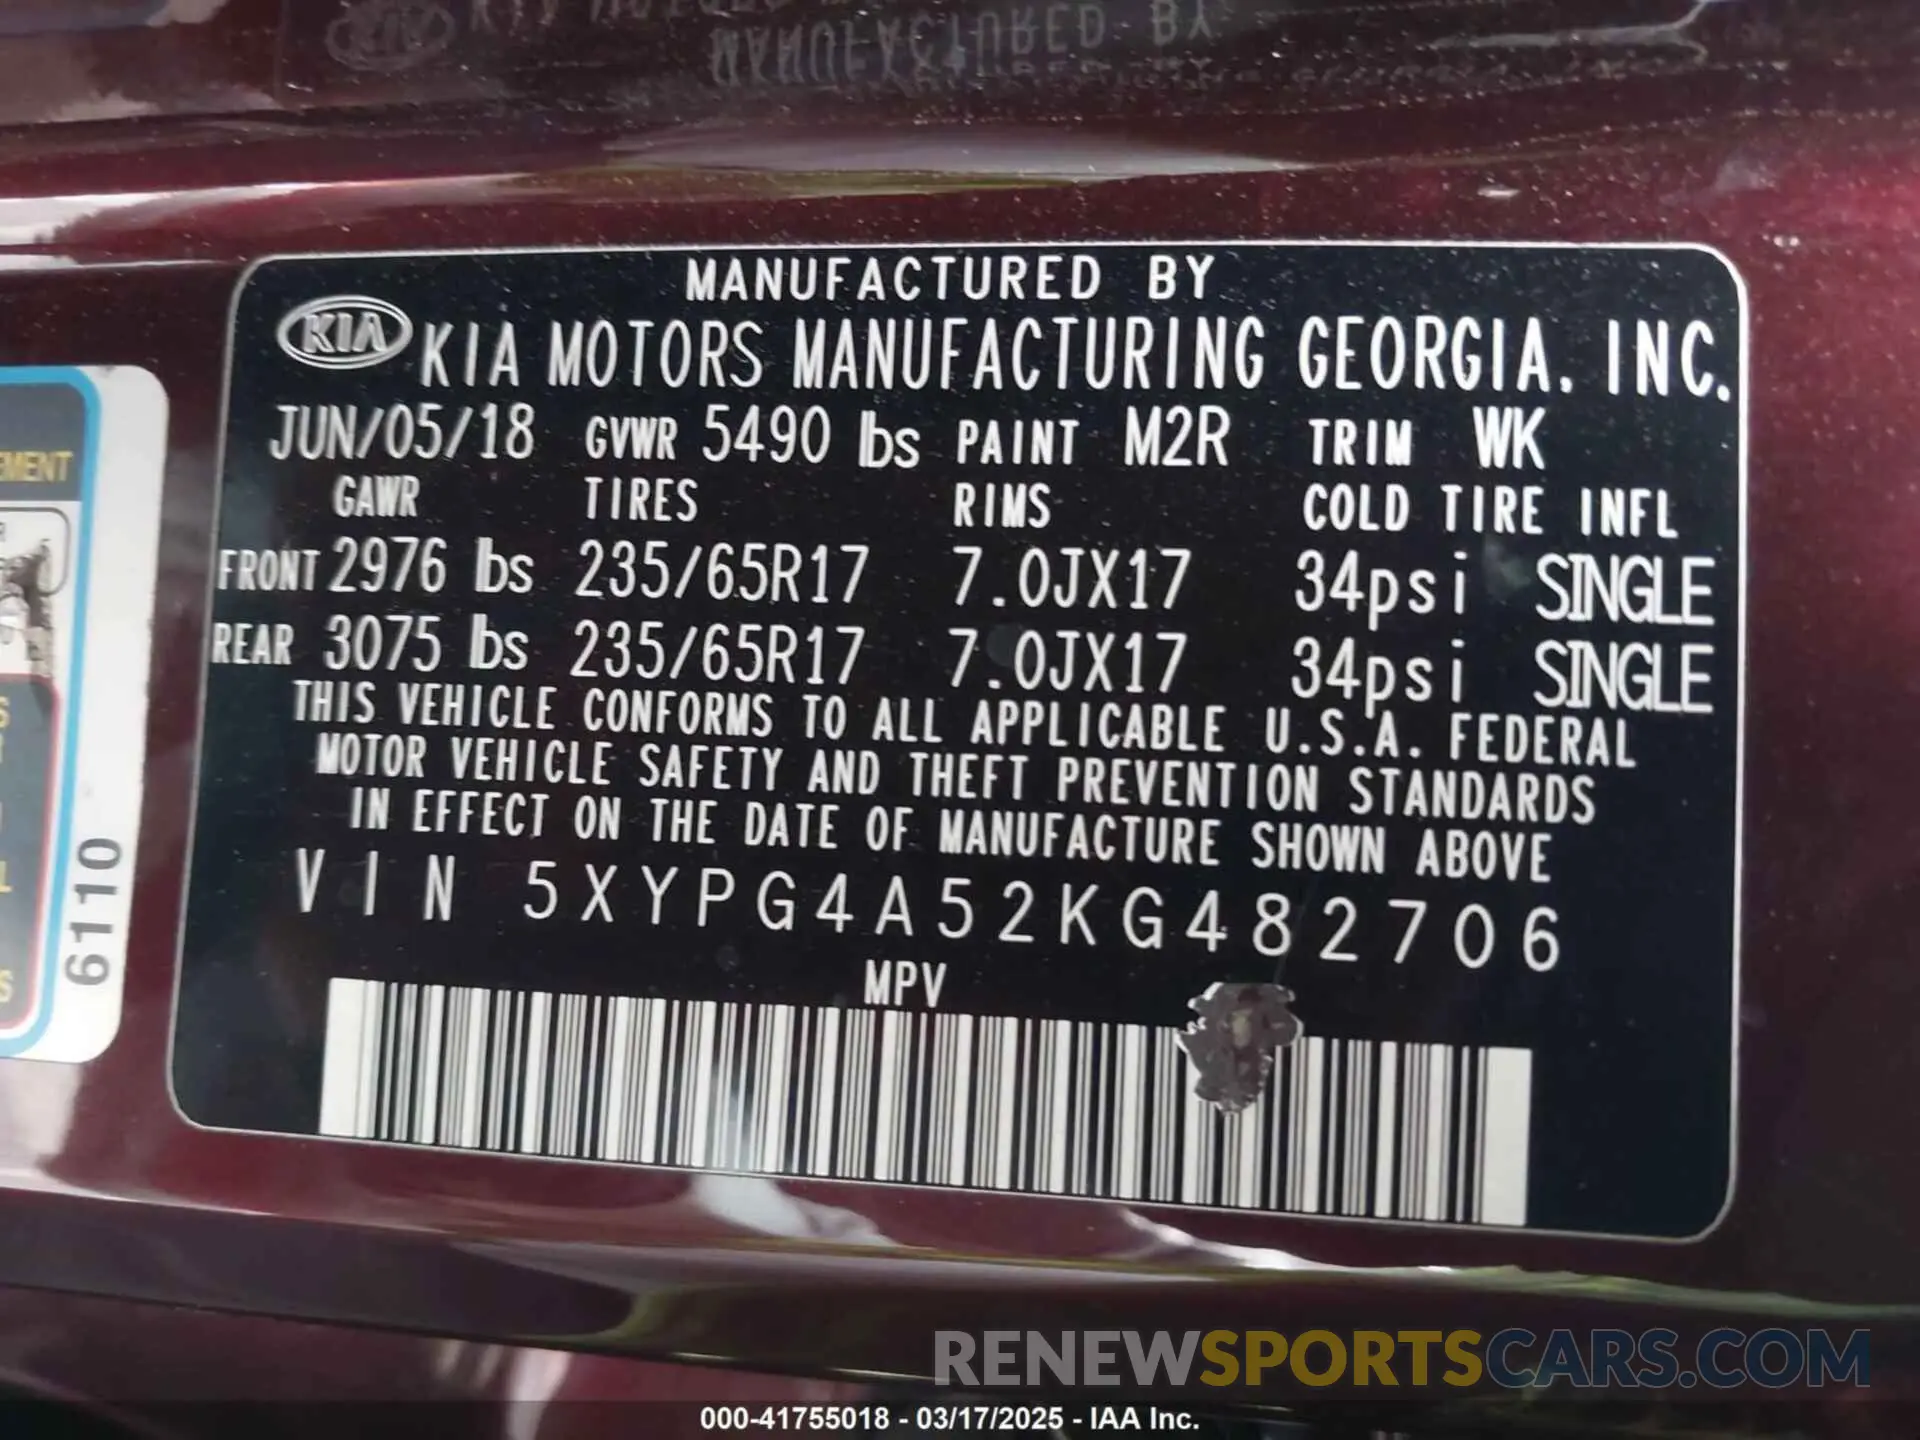 MANUFACTURED BY
KIA KIA MOTORS MANUFACTURING GEORGIA, INC.
JUN/05/18 GVWR 5490 lbs PAINT M2R TRIM WK
GAWR TIRES RIMS COLD TIRE INFL
FRONT 2976 lbs 235/65R17 7.0JX17 34psi SINGLE
REAR 3075 lbs 235/65R17 7.0JX17 34psi SINGLE
THIS VEHICLE CONFORMS TO ALL APPLICABLE U.S.A. FEDERAL
MOTOR VEHICLE SAFETY AND THEFT PREVENTION STANDARDS
IN EFFECT ON THE DATE OF MANUFACTURE SHOWN ABOVE
VIN 5XYPG4A52KG482706
MPV
6110
RENEWSPORTSCARS.COM
000-41755018 - 03/17/2025 - IAA Inc.